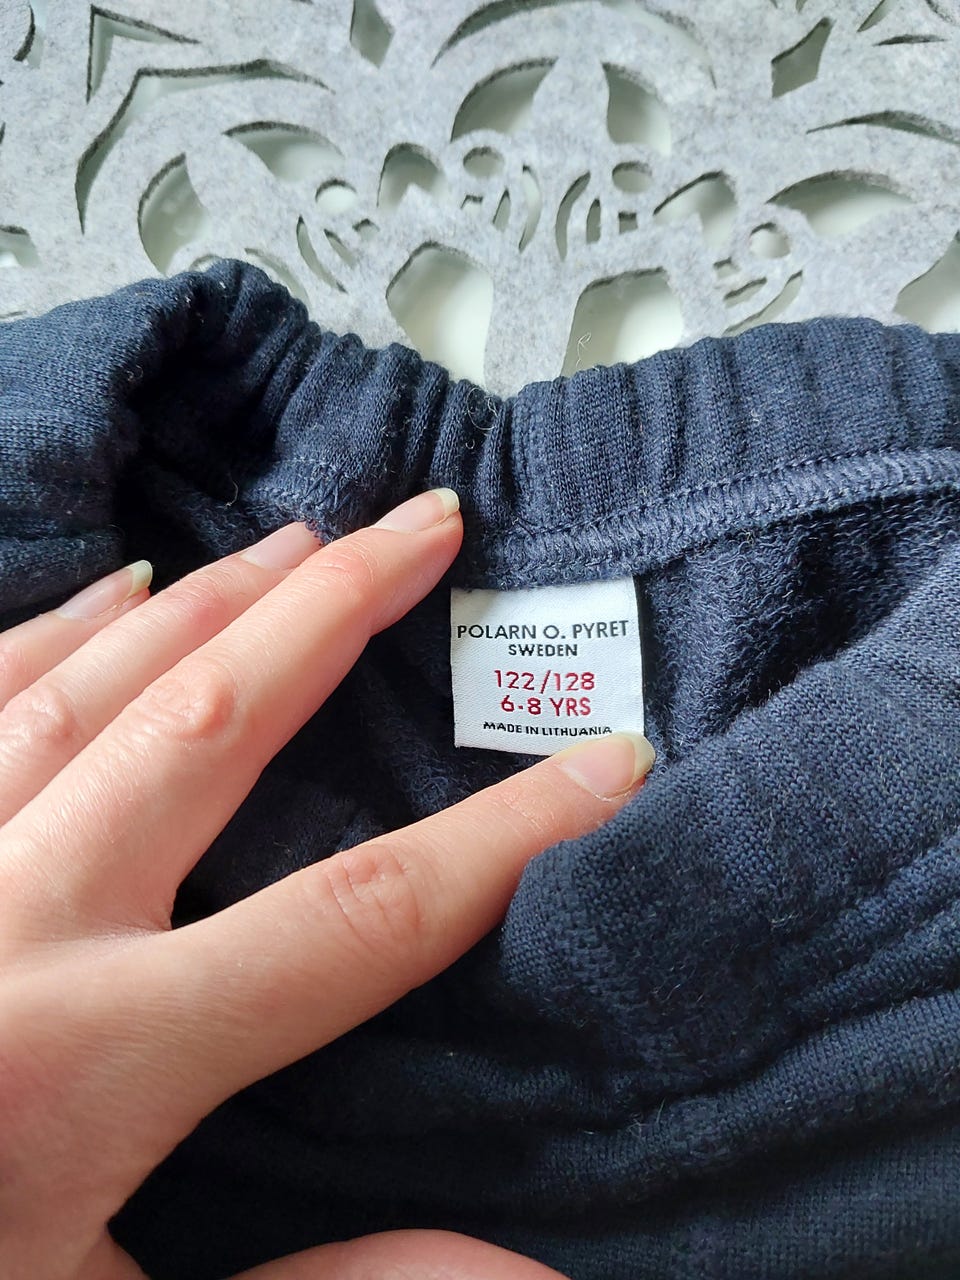 POLARN O. PYRET
SWEDEN
122/128
6-8 YRS
MADE IN LITHUANIA